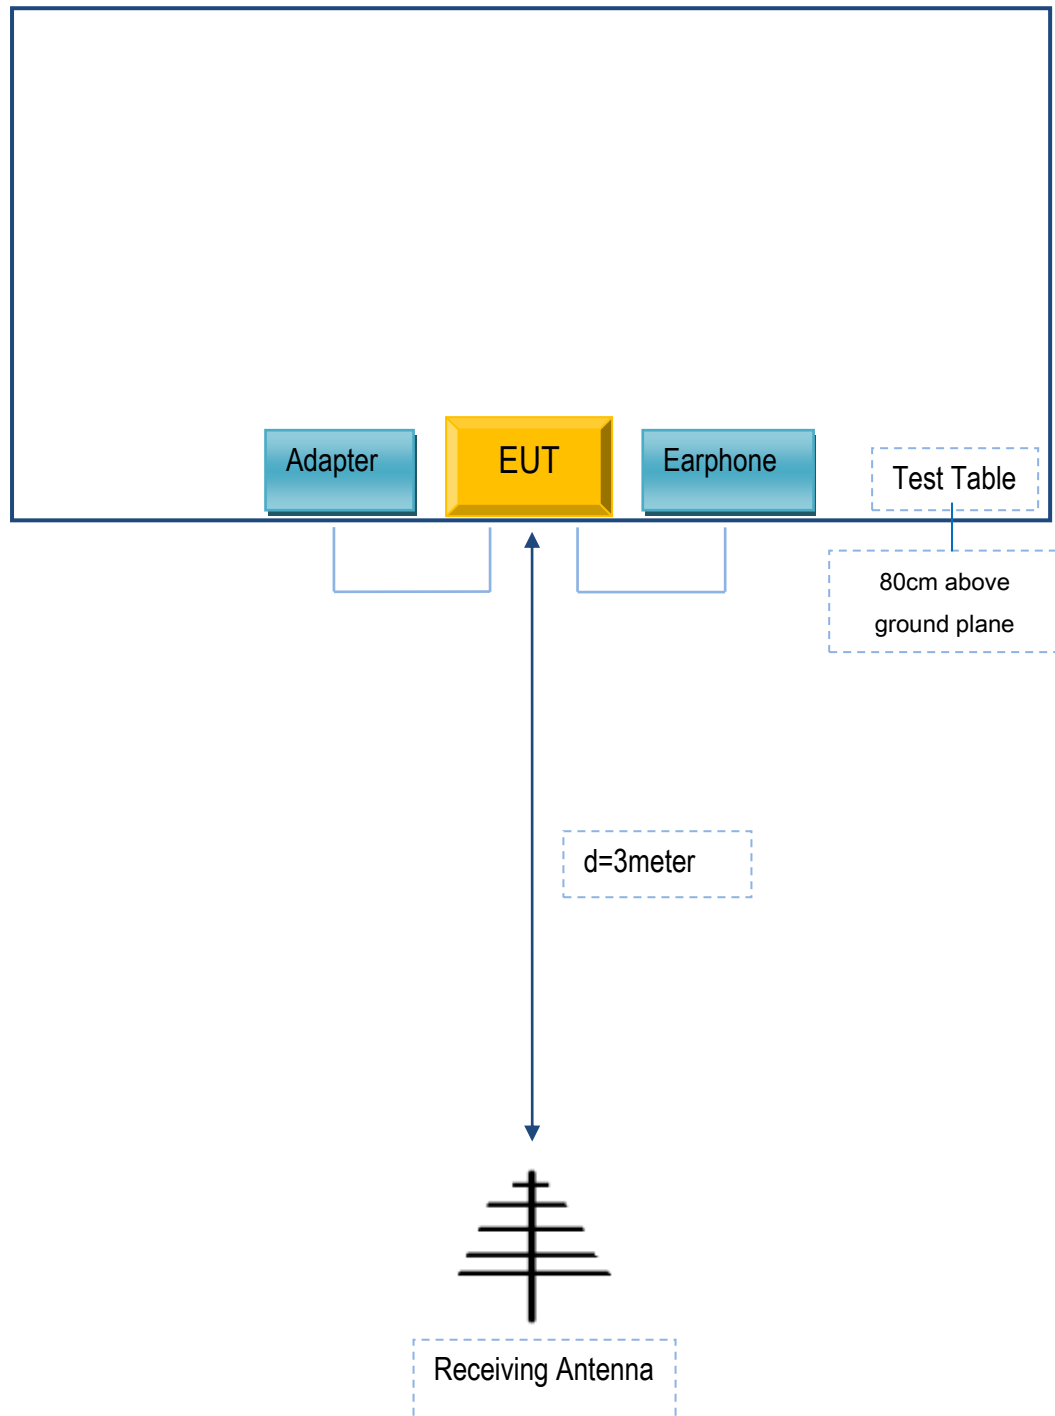 Adapter
EUT
Earphone
Test Table
80cm above
ground plane
d=3meter
Receiving Antenna